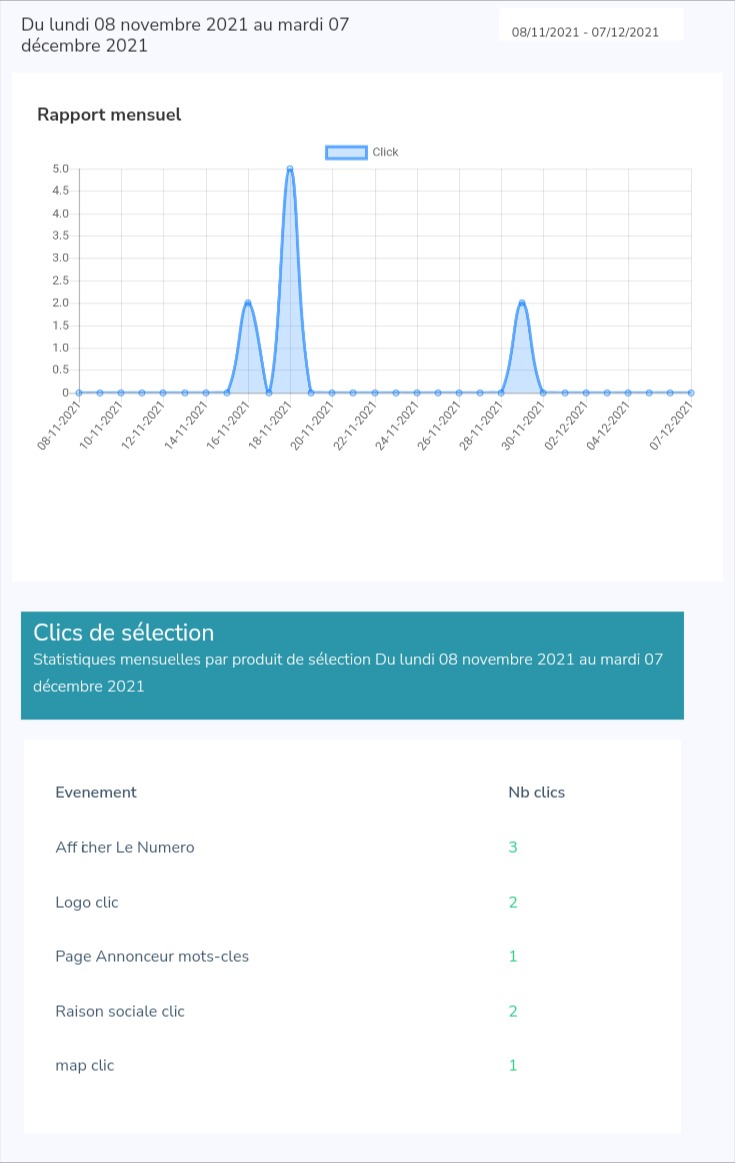 Du lundi 08 novembre 2021 au mardi 07
décembre 2021
08/11/2021 - 07/12/2021
Rapport mensuel
Click
5.0
4.5
4.0
3.5
3.0
2.5
2.0
1.5
1.0
0.5
0
08-11-2021
10-11-2021
12-11-2021
14-11-2021
16-11-2021
18-11-2021
20-11-2021
22-11-2021
24-11-2021
26-11-2021
28-11-2021
30-11-2021
02-12-2021
04-12-2021
07-12-2021
Clics de sélection
Statistiques mensuelles par produit de sélection Du lundi 08 novembre 2021 au mardi 07
décembre 2021
Evenement Nb clics
Afficher Le Numero 3
Logo clic 2
Page Annonceur mots-cles 1
Raison sociale clic 2
map clic 1